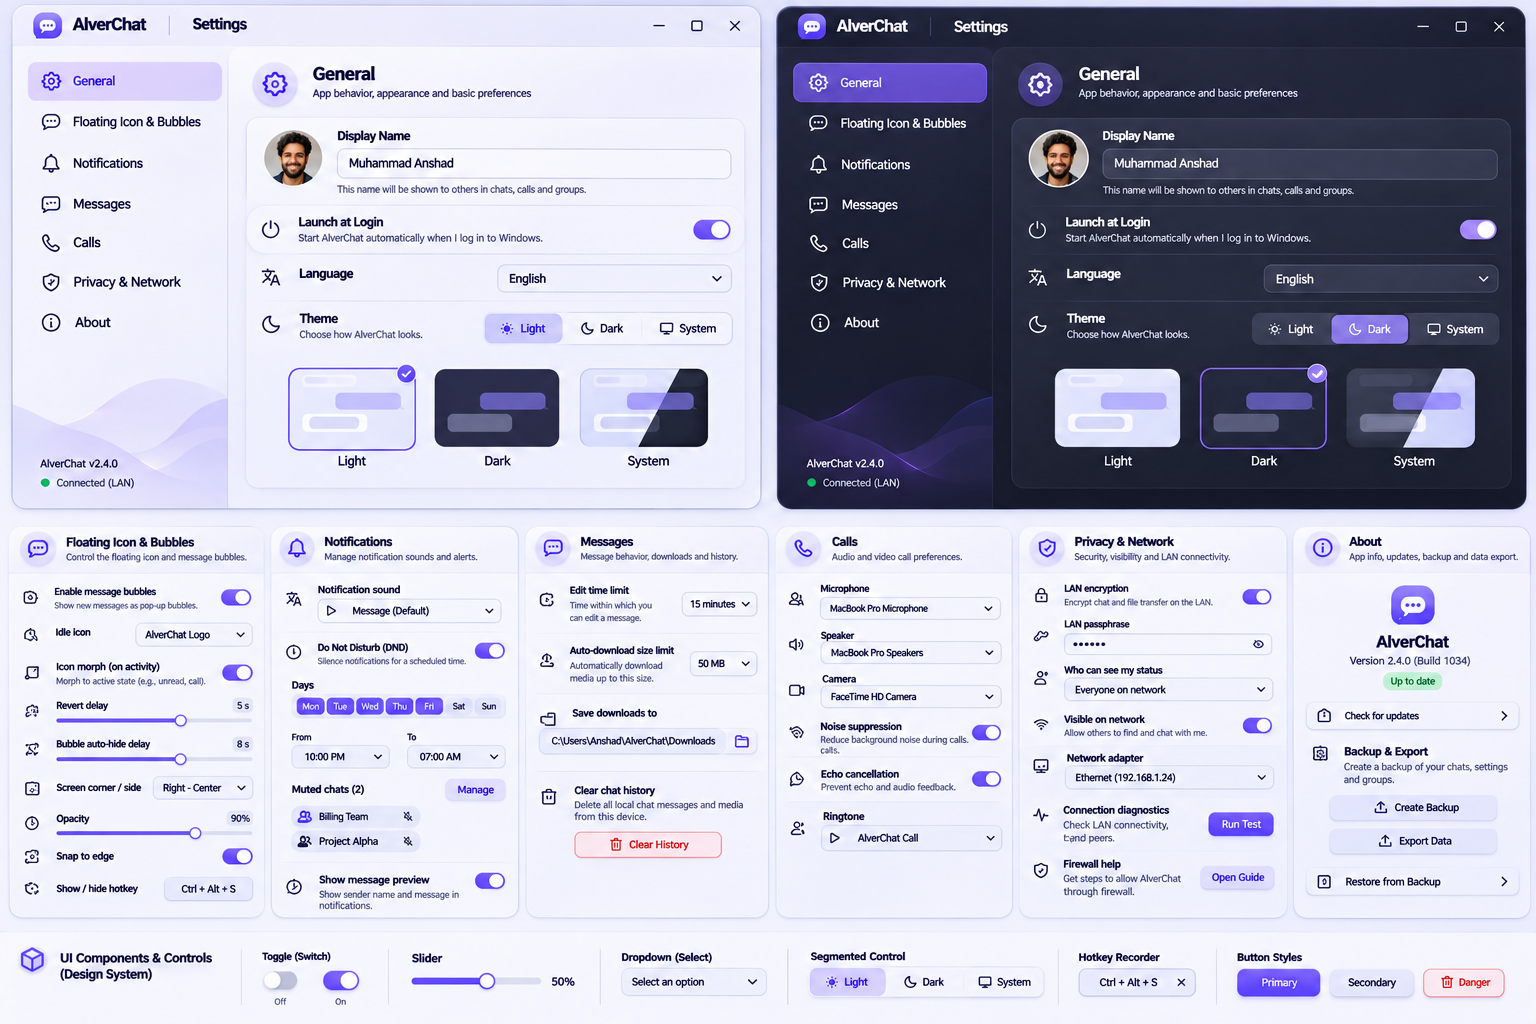 AlverChat
Settings
General
Floating Icon & Bubbles
Notifications
Messages
Calls
Privacy & Network
About
AlverChat v2.4.0
Connected (LAN)
General
App behavior, appearance and basic preferences
Display Name
Muhammad Anshad
This name will be shown to others in chats, calls and groups.
Launch at Login
Start AlverChat automatically when I log in to Windows.
Language
English
Theme
Choose how AlverChat looks.
Light
Dark
System
Light
Dark
System
AlverChat
Settings
General
Floating Icon & Bubbles
Notifications
Messages
Calls
Privacy & Network
About
AlverChat v2.4.0
Connected (LAN)
General
App behavior, appearance and basic preferences
Display Name
Muhammad Anshad
This name will be shown to others in chats, calls and groups.
Launch at Login
Start AlverChat automatically when I log in to Windows.
Language
English
Theme
Choose how AlverChat looks.
Light
Dark
System
Light
Dark
System
Floating Icon & Bubbles
Control the floating icon and message bubbles.
Enable message bubbles
Show new messages as pop-up bubbles.
Idle icon
AlverChat Logo
Icon morph (on activity)
Morph to active state (e.g., unread, call).
Revert delay
5 s
Bubble auto-hide delay
8 s
Screen corner / side
Right - Center
Opacity
90%
Snap to edge
Show / hide hotkey
Ctrl + Alt + S
Notifications
Manage notification sounds and alerts.
Notification sound
Message (Default)
Do Not Disturb (DND)
Silence notifications for a scheduled time.
Days
Mon Tue Wed Thu Fri Sat Sun
From
To
10:00 PM
07:00 AM
Muted chats (2)
Manage
Billing Team
Project Alpha
Show message preview
Show sender name and message in
notifications.
Messages
Message behavior, downloads and history.
Edit time limit
Time within which you
can edit a message.
15 minutes
Auto-download size limit
Automatically download
media up to this size.
50 MB
Save downloads to
C:\Users\Anshad\AlverChat\Downloads
Clear chat history
Delete all local chat messages and media
from this device.
Clear History
Calls
Audio and video call preferences.
Microphone
MacBook Pro Microphone
Speaker
MacBook Pro Speakers
Camera
FaceTime HD Camera
Noise suppression
Reduce background noise during calls.
calls.
Echo cancellation
Prevent echo and audio feedback.
Ringtone
AlverChat Call
Privacy & Network
Security, visibility and LAN connectivity.
LAN encryption
Encrypt chat and file transfer on the LAN.
LAN passphrase
••••••
Who can see my status
Everyone on network
Visible on network
Allow others to find and chat with me.
Network adapter
Ethernet (192.168.1.24)
Connection diagnostics
Check LAN connectivity,
and peers.
Run Test
Firewall help
Get steps to allow AlverChat
through firewall.
Open Guide
About
App info, updates, backup and data export.
AlverChat
Version 2.4.0 (Build 1034)
Up to date
Check for updates
Backup & Export
Create a backup of your chats, settings
and groups.
Create Backup
Export Data
Restore from Backup
UI Components & Controls
(Design System)
Toggle (Switch)
Off
On
Slider
50%
Dropdown (Select)
Select an option
Segmented Control
Light
Dark
System
Hotkey Recorder
Ctrl + Alt + S ✕
Button Styles
Primary
Secondary
Danger